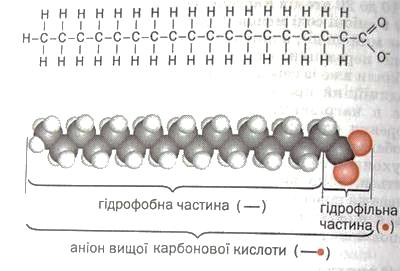 H H H H H H H H H H H H H H H H H O
H-C-C-C-C-C-C-C-C-C-C-C-C-C-C-C-C-C-C
H H H H H H H H H H H H H H H H H O⁻
гідрофобна частина (—)
гідрофільна
частина (•)
аніон вищої карбонової кислоти (—•)